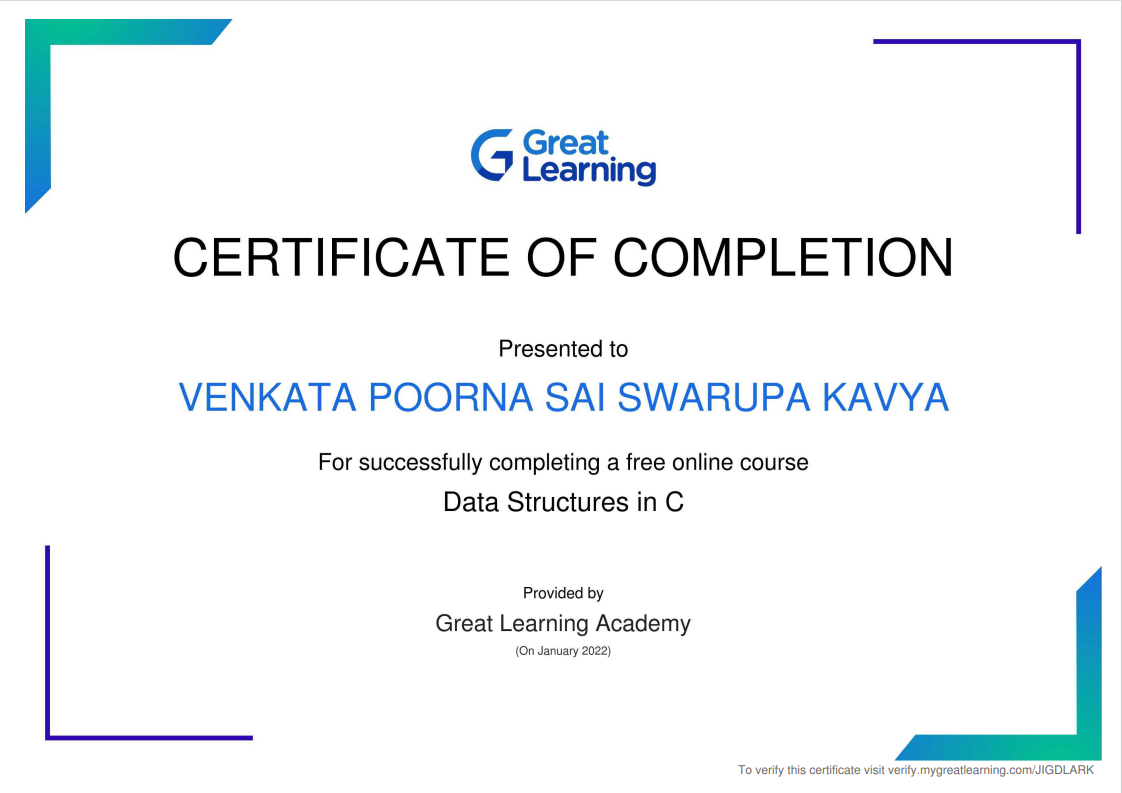 Great
Learning
CERTIFICATE OF COMPLETION
Presented to
VENKATA POORNA SAI SWARUPA KAVYA
For successfully completing a free online course
Data Structures in C
Provided by
Great Learning Academy
(On January 2022)
To verify this certificate visit verify.mygreatlearning.com/JIGDLARK